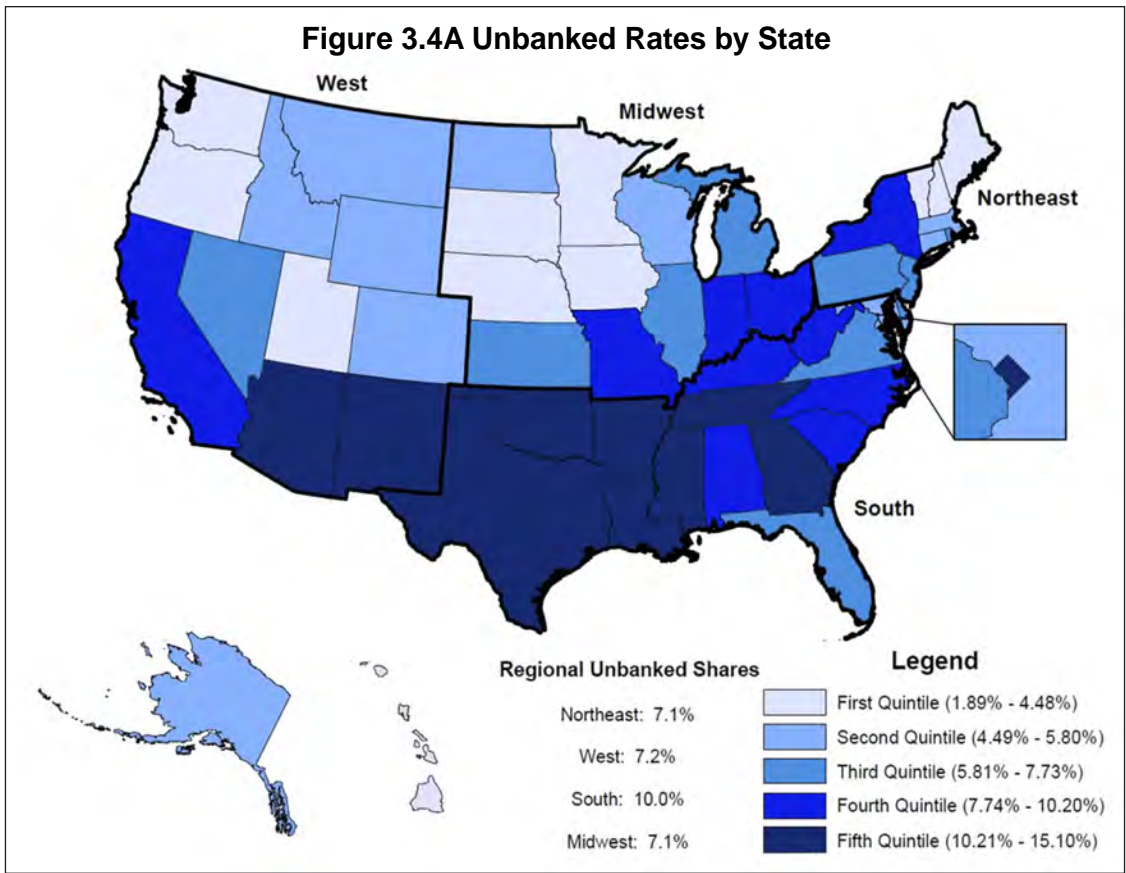 Figure 3.4A Unbanked Rates by State
West
Midwest
Northeast
South
Regional Unbanked Shares
Northeast: 7.1%
West: 7.2%
South: 10.0%
Midwest: 7.1%
Legend
First Quintile (1.89% - 4.48%)
Second Quintile (4.49% - 5.80%)
Third Quintile (5.81% - 7.73%)
Fourth Quintile (7.74% - 10.20%)
Fifth Quintile (10.21% - 15.10%)